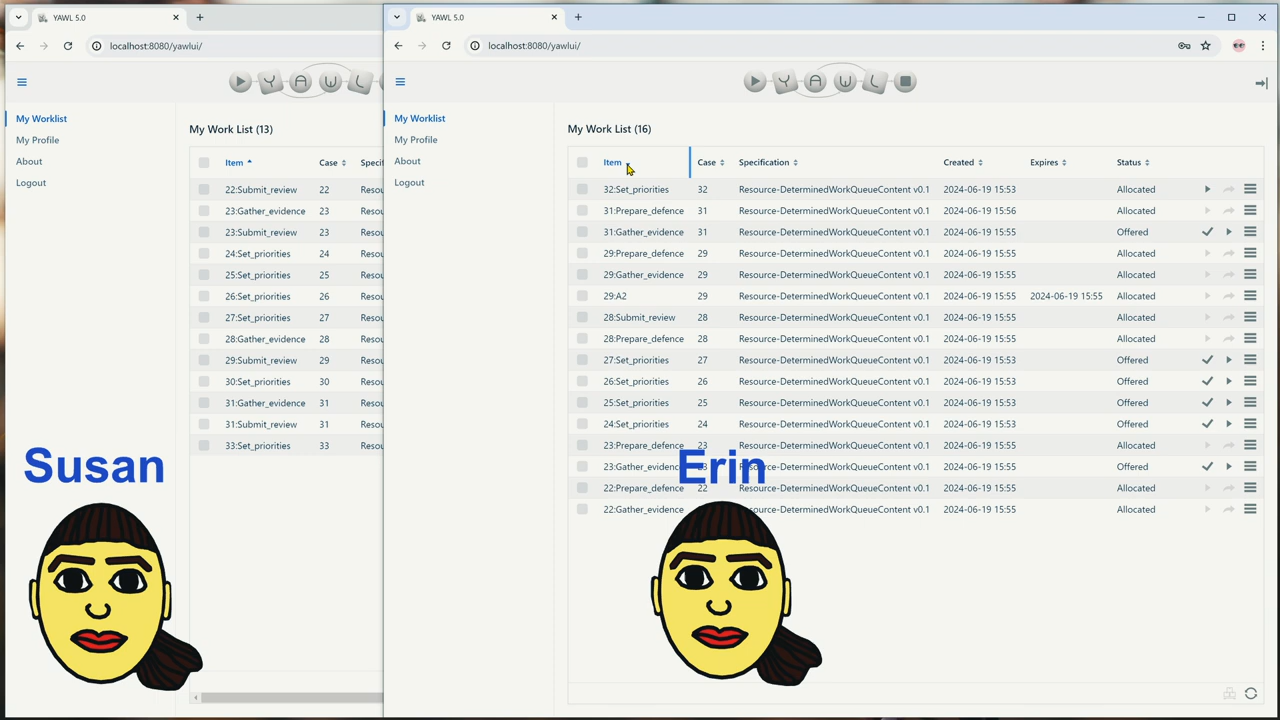 YAWL 5.0
localhost:8080/yawlui/
My Worklist
My Profile
About
Logout
My Work List (13)
Item Case Specif
22:Submit_review 22 Resou
23:Gather_evidence 23 Resou
23:Submit_review 23 Resou
24:Set_priorities 24 Resou
25:Set_priorities 25 Resou
26:Set_priorities 26 Resou
27:Set_priorities 27 Resou
28:Gather_evidence 28 Resou
29:Submit_review 29 Resou
30:Set_priorities 30 Resou
31:Gather_evidence 31 Resou
31:Submit_review 31 Resou
33:Set_priorities 33 Resou
Susan
YAWL 5.0
localhost:8080/yawlui/
Y A W L
My Worklist
My Profile
About
Logout
My Work List (16)
Item Case Specification Created Expires Status
32:Set_priorities 32 Resource-DeterminedWorkQueueContent v0.1 2024-06-19 15:53 Allocated
31:Prepare_defence 31 Resource-DeterminedWorkQueueContent v0.1 2024-06-19 15:56 Allocated
31:Gather_evidence 31 Resource-DeterminedWorkQueueContent v0.1 2024-06-19 15:55 Offered
29:Prepare_defence 29 Resource-DeterminedWorkQueueContent v0.1 2024-06-19 15:55 Allocated
29:Gather_evidence 29 Resource-DeterminedWorkQueueContent v0.1 2024-06-19 15:55 Allocated
29:A2 29 Resource-DeterminedWorkQueueContent v0.1 2024-06-19 15:55 2024-06-19 15:55 Allocated
28:Submit_review 28 Resource-DeterminedWorkQueueContent v0.1 2024-06-19 15:55 Allocated
28:Prepare_defence 28 Resource-DeterminedWorkQueueContent v0.1 2024-06-19 15:55 Allocated
27:Set_priorities 27 Resource-DeterminedWorkQueueContent v0.1 2024-06-19 15:53 Offered
26:Set_priorities 26 Resource-DeterminedWorkQueueContent v0.1 2024-06-19 15:53 Offered
25:Set_priorities 25 Resource-DeterminedWorkQueueContent v0.1 2024-06-19 15:53 Offered
24:Set_priorities 24 Resource-DeterminedWorkQueueContent v0.1 2024-06-19 15:53 Offered
23:Prepare_defence 23 Resource-DeterminedWorkQueueContent v0.1 2024-06-19 15:55 Allocated
23:Gather_evidence 23 Resource-DeterminedWorkQueueContent v0.1 2024-06-19 15:55 Offered
22:Prepare_defence 22 Resource-DeterminedWorkQueueContent v0.1 2024-06-19 15:55 Allocated
22:Gather_evidence 22 Resource-DeterminedWorkQueueContent v0.1 2024-06-19 15:55 Allocated
Erin